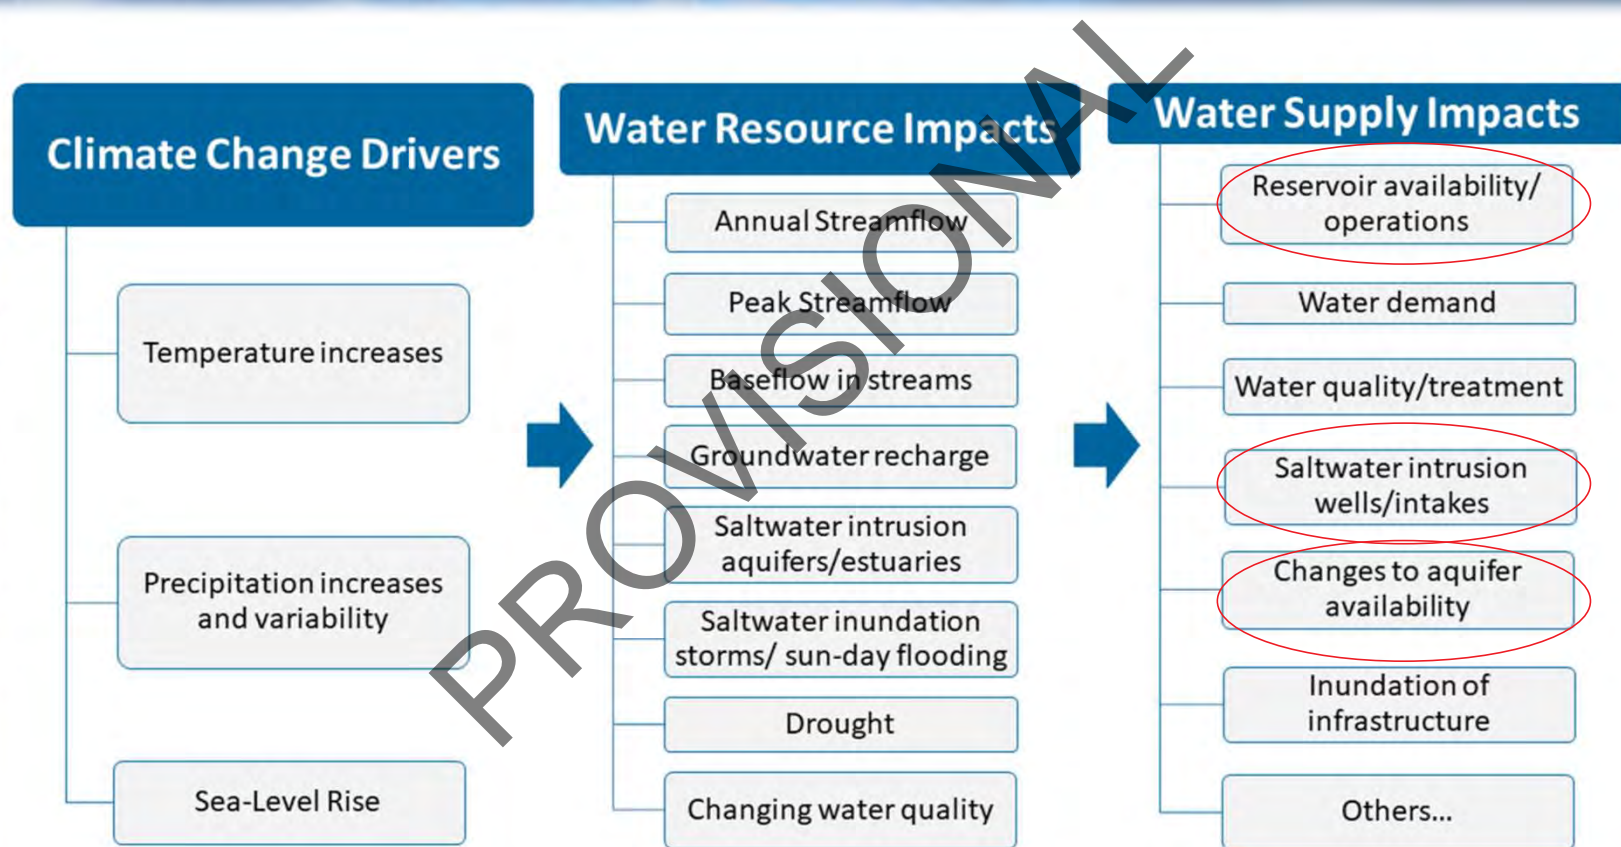 Climate Change Drivers
Temperature increases
Precipitation increases
and variability
Sea-Level Rise
Water Resource Impacts
Annual Streamflow
Peak Streamflow
Baseflow in streams
Groundwater recharge
Saltwater intrusion
aquifers/estuaries
Saltwater inundation
storms/ sun-day flooding
Drought
Changing water quality
Water Supply Impacts
Reservoir availability/
operations
Water demand
Water quality/treatment
Saltwater intrusion
wells/intakes
Changes to aquifer
availability
Inundation of
infrastructure
Others...
PROVISIONAL